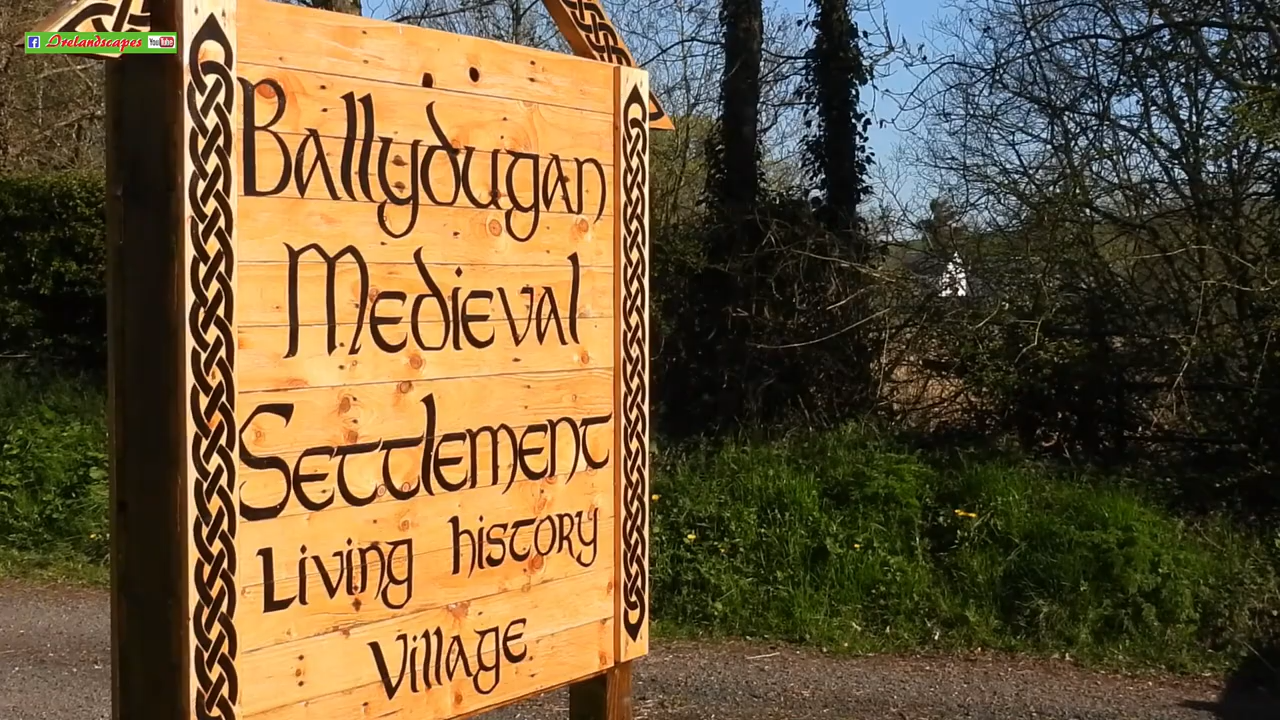 Irelandscapes YouTube
Ballydugan
Medieval
Settlement
Living history
Village